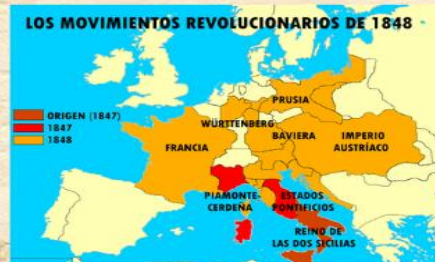 LOS MOVIMIENTOS REVOLUCIONARIOS DE 1848
ORIGEN (1847)
1847
1848
PRUSIA
WÜRTTENBERG
BAVIERA
IMPERIO
AUSTRÍACO
FRANCIA
PIAMONTE-
CERDEÑA
ESTADOS
PONTIFICIOS
REINO DE
LAS DOS SICILIAS